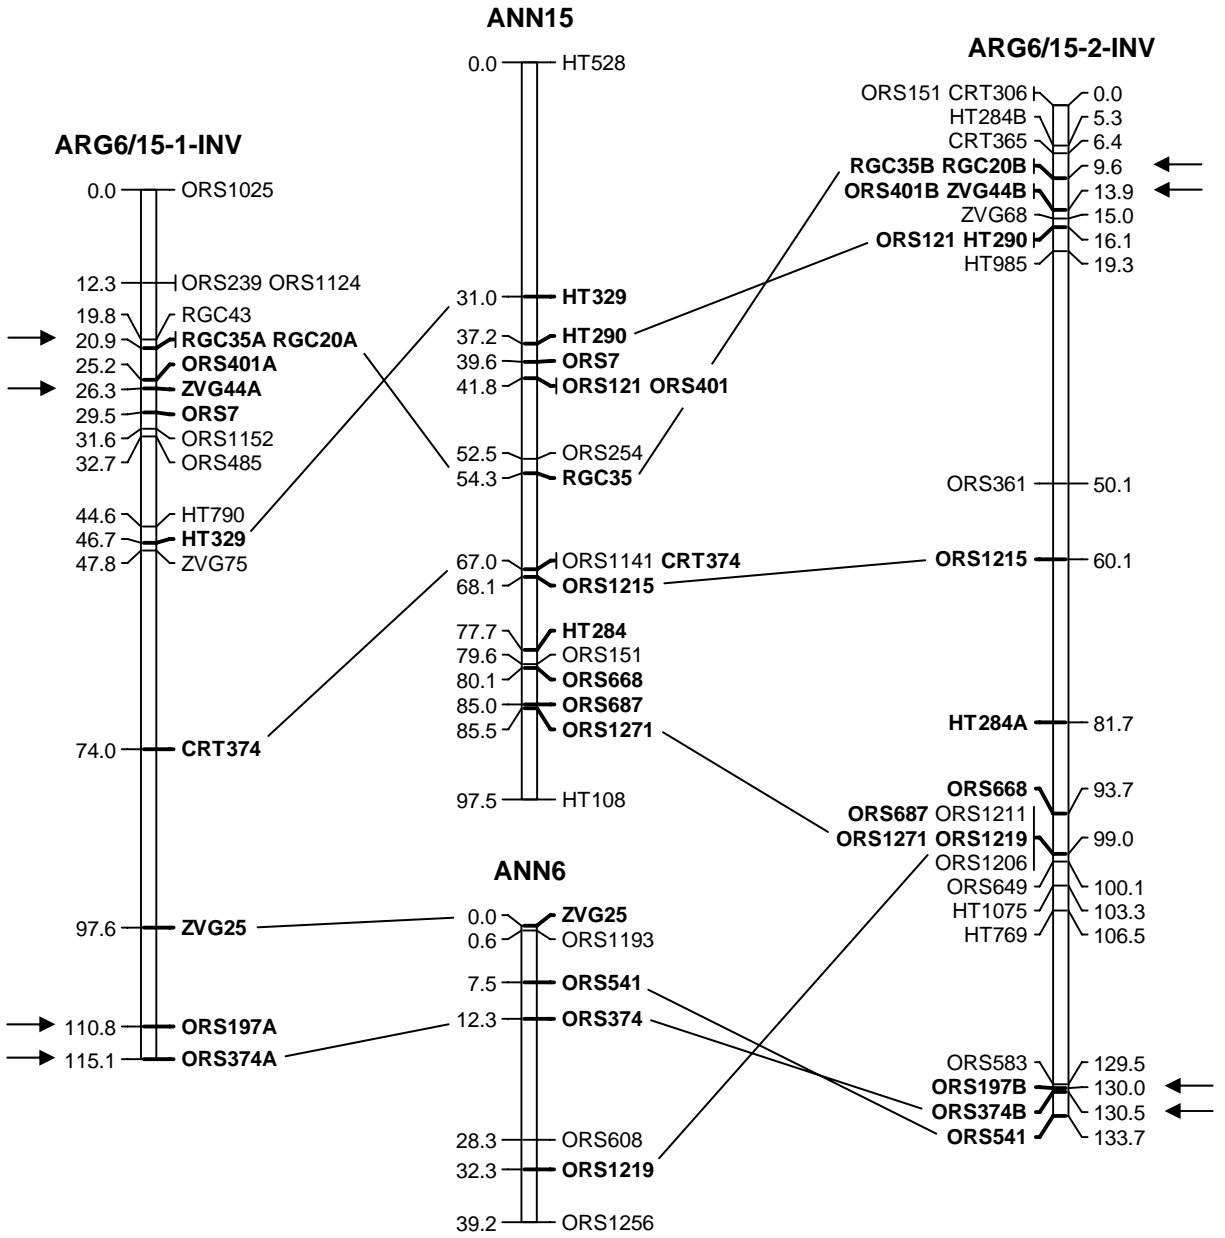 ARG6/15-1-INV
0.0 ORS1025
12.3 ORS239 ORS1124
19.8 RGC43
20.9 RGC35A RGC20A
25.2 ORS401A
26.3 ZVG44A
29.5 ORS7
31.6 ORS1152
32.7 ORS485
44.6 HT790
46.7 HT329
47.8 ZVG75
74.0 CRT374
97.6 ZVG25
110.8 ORS197A
115.1 ORS374A
ANN15
0.0 HT528
31.0 HT329
37.2 HT290
39.6 ORS7
41.8 ORS121 ORS401
52.5 ORS254
54.3 RGC35
67.0 ORS1141 CRT374
68.1 ORS1215
77.7 HT284
79.6 ORS151
80.1 ORS668
85.0 ORS687
85.5 ORS1271
97.5 HT108
ANN6
0.0 ZVG25
0.6 ORS1193
7.5 ORS541
12.3 ORS374
28.3 ORS608
32.3 ORS1219
39.2 ORS1256
ARG6/15-2-INV
ORS151 CRT306 0.0
HT284B 5.3
CRT365 6.4
RGC35B RGC20B 9.6
ORS401B ZVG44B 13.9
ZVG68 15.0
ORS121 HT290 16.1
HT985 19.3
ORS361 50.1
ORS1215 60.1
HT284A 81.7
ORS668 93.7
ORS687 ORS1211
ORS1271 ORS1219 99.0
ORS1206
ORS649 100.1
HT1075 103.3
HT769 106.5
ORS583 129.5
ORS197B 130.0
ORS374B 130.5
ORS541 133.7